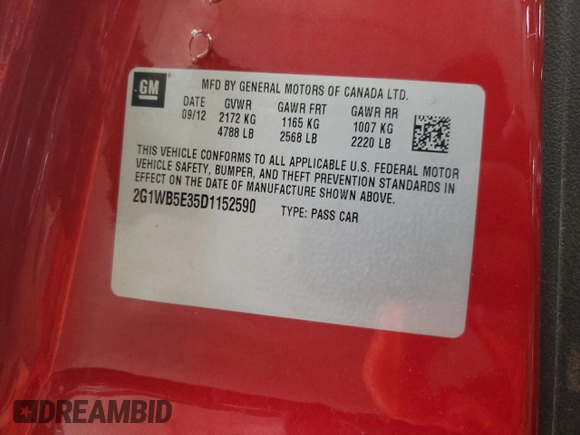 GM
MFD BY GENERAL MOTORS OF CANADA LTD.
DATE GVWR GAWR FRT GAWR RR
09/12 2172 KG 1165 KG 1007 KG
4788 LB 2568 LB 2220 LB
THIS VEHICLE CONFORMS TO ALL APPLICABLE U.S. FEDERAL MOTOR
VEHICLE SAFETY, BUMPER, AND THEFT PREVENTION STANDARDS IN
EFFECT ON THE DATE OF MANUFACTURE SHOWN ABOVE.
2G1WB5E35D1152590 TYPE: PASS CAR
DREAMBID